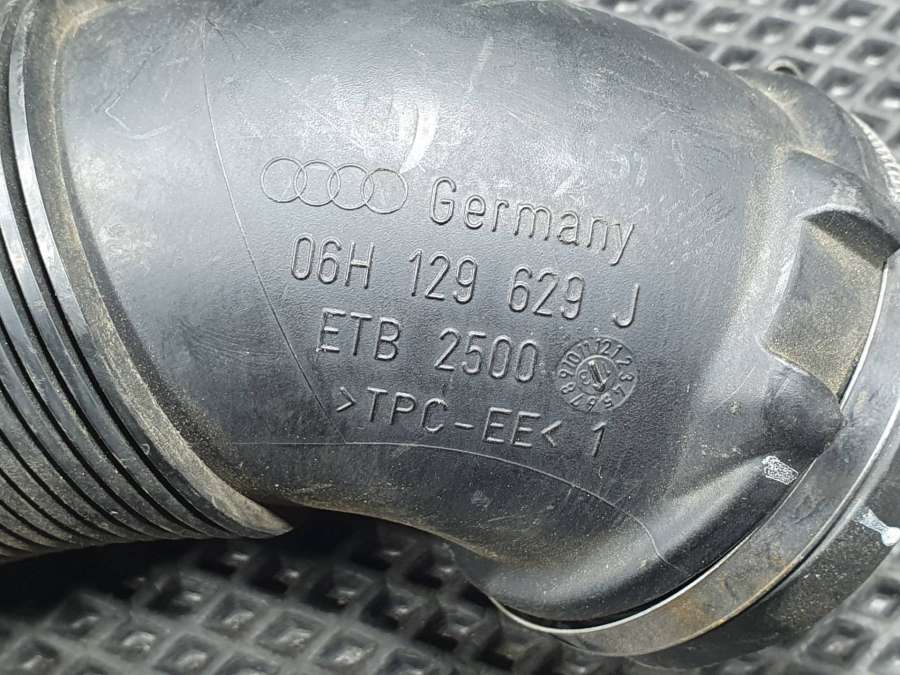 Germany
06H 129 629 J
ETB 2500
>TPC-EE< 1